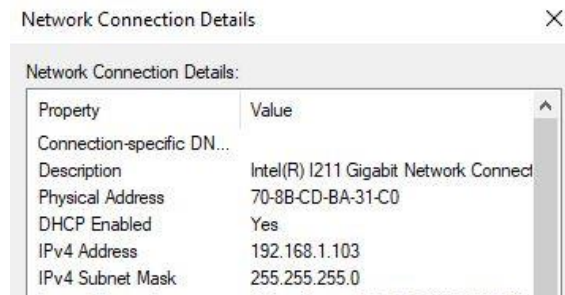 Network Connection Details
Network Connection Details:
Property Value
Connection-specific DN...
Description Intel(R) I211 Gigabit Network Connect
Physical Address 70-8B-CD-BA-31-C0
DHCP Enabled Yes
IPv4 Address 192.168.1.103
IPv4 Subnet Mask 255.255.255.0